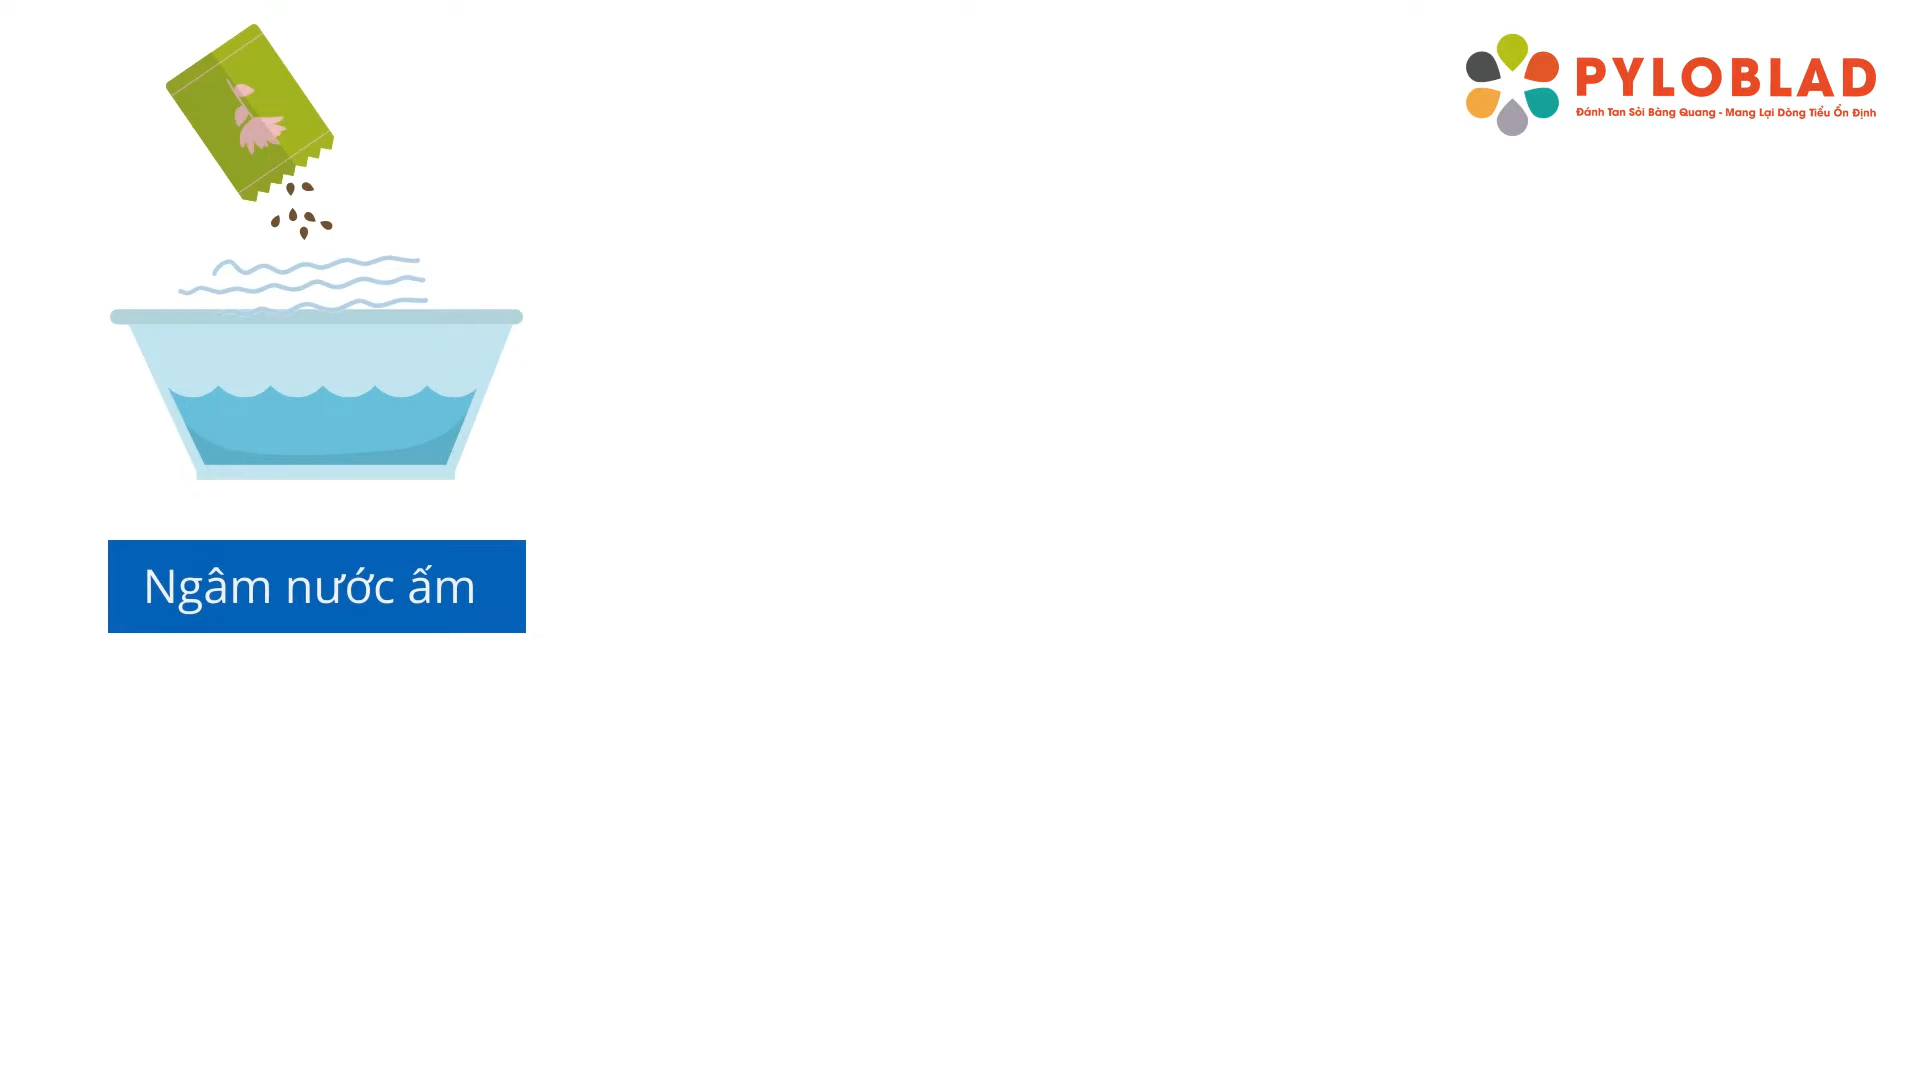 PYLOBLAD
Đánh Tan Sỏi Bàng Quang - Mang Lại Dòng Tiểu Ổn Định
Ngâm nước ấm